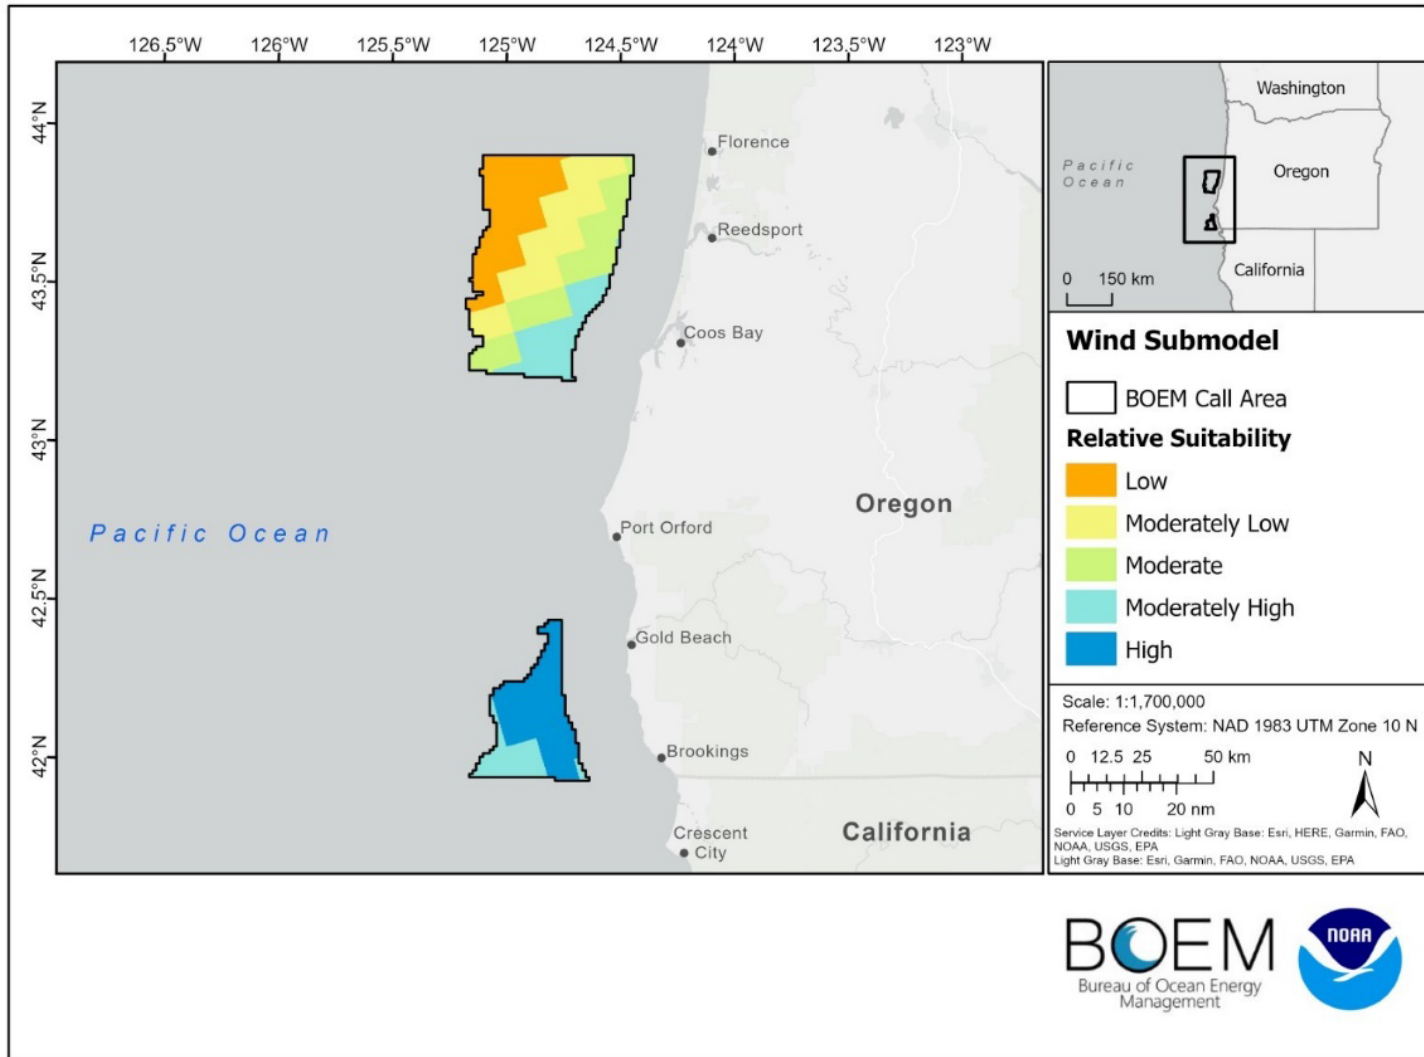 126.5°W 126°W 125.5°W 125°W 124.5°W 124°W 123.5°W 123°W
44°N
43.5°N
43°N
42.5°N
42°N
Florence
Reedsport
Coos Bay
Oregon
Port Orford
Pacific Ocean
Gold Beach
Brookings
California
Crescent
City
Washington
Pacific
Ocean
Oregon
California
0 150 km
Wind Submodel
BOEM Call Area
Relative Suitability
Low
Moderately Low
Moderate
Moderately High
High
Scale: 1:1,700,000
Reference System: NAD 1983 UTM Zone 10 N
0 12.5 25 50 km
N
0 5 10 20 nm
Service Layer Credits: Light Gray Base: Esri, HERE, Garmin, FAO,
NOAA, USGS, EPA
Light Gray Base: Esri, Garmin, FAO, NOAA, USGS, EPA
BOEM
Bureau of Ocean Energy
Management
NOAA